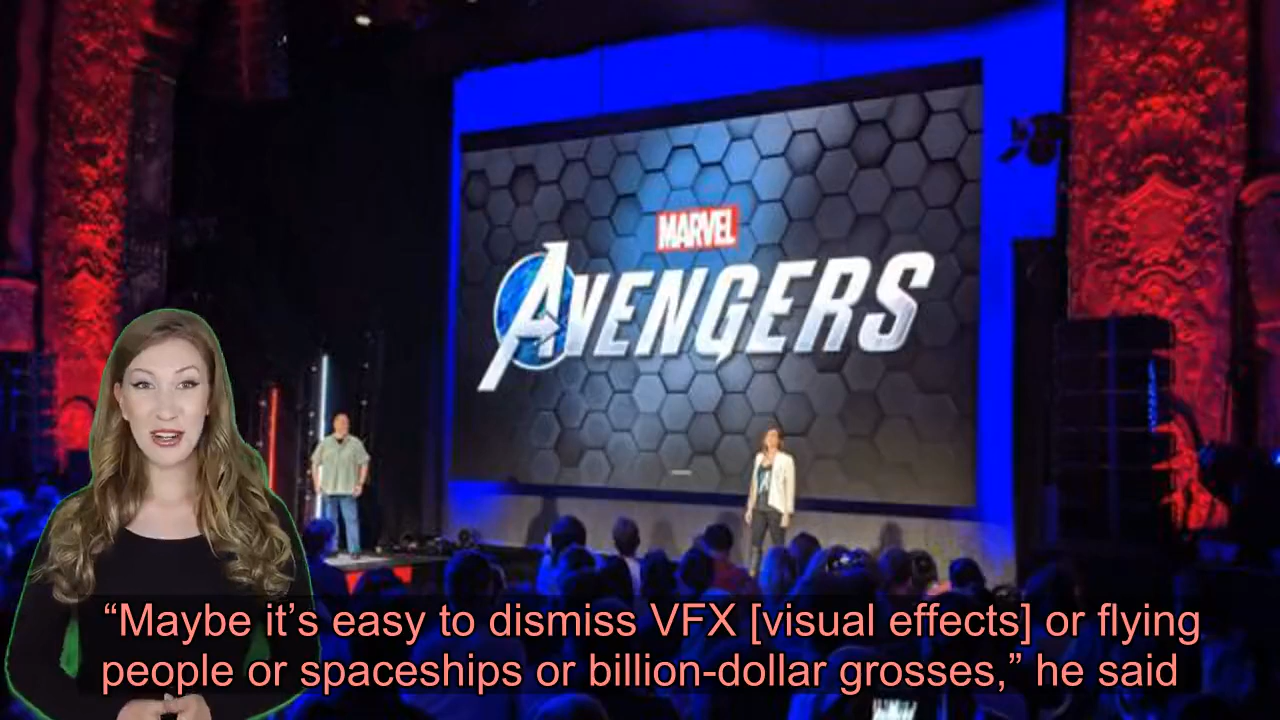 MARVEL
AVENGERS
“Maybe it’s easy to dismiss VFX [visual effects] or flying
people or spaceships or billion-dollar grosses,” he said